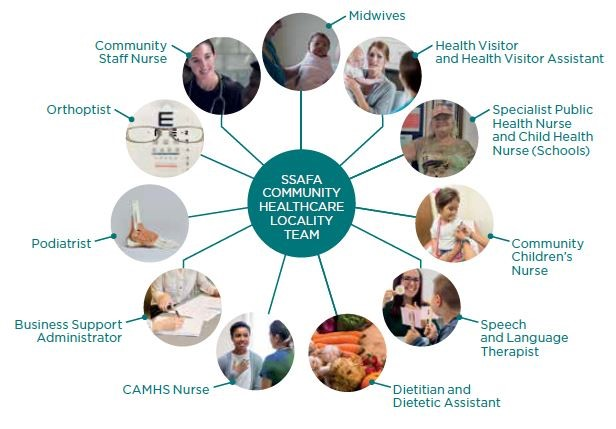 Midwives
Health Visitor
and Health Visitor Assistant
Specialist Public
Health Nurse
and Child Health
Nurse (Schools)
Community
Children's
Nurse
Speech
and Language
Therapist
Dietitian and
Dietetic Assistant
CAMHS Nurse
Business Support
Administrator
Podiatrist
Orthoptist
Community
Staff Nurse
SSAFA
COMMUNITY
HEALTHCARE
LOCALITY
TEAM
E